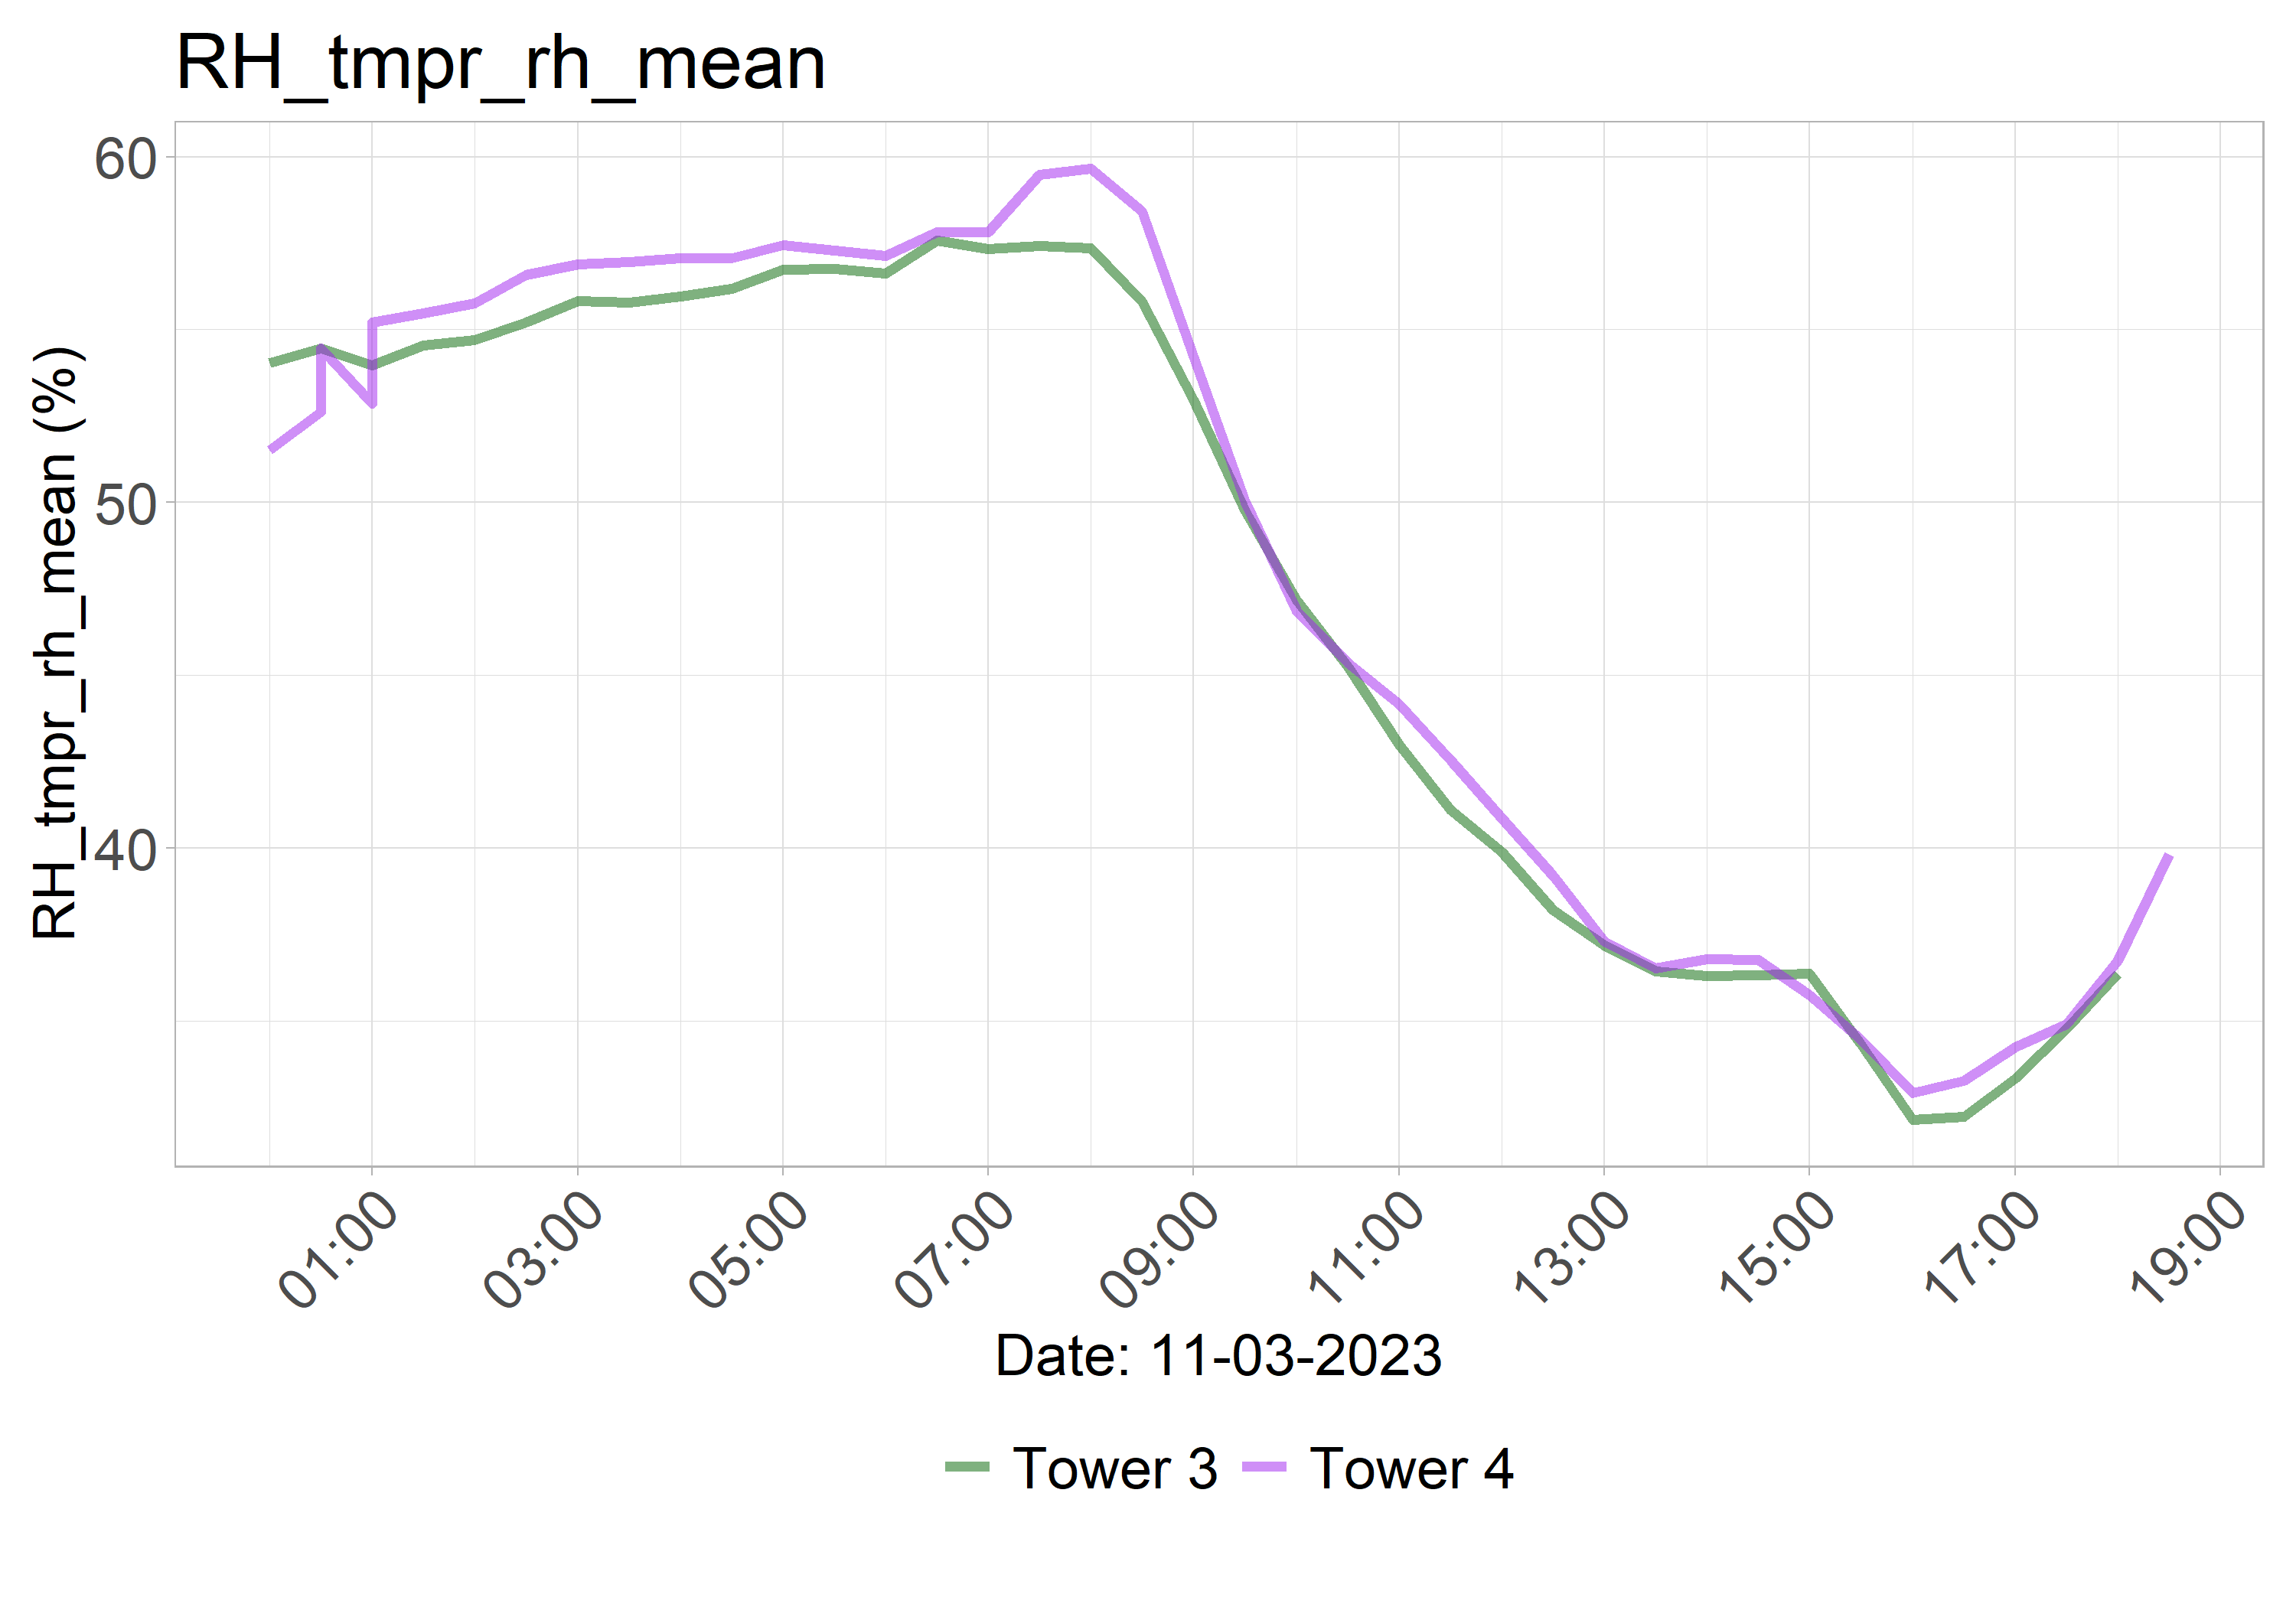 RH_tmpr_rh_mean
RH_tmpr_rh_mean (%)
60
50
40
01:00 03:00 05:00 07:00 09:00 11:00 13:00 15:00 17:00 19:00
Date: 11-03-2023
Tower 3 Tower 4